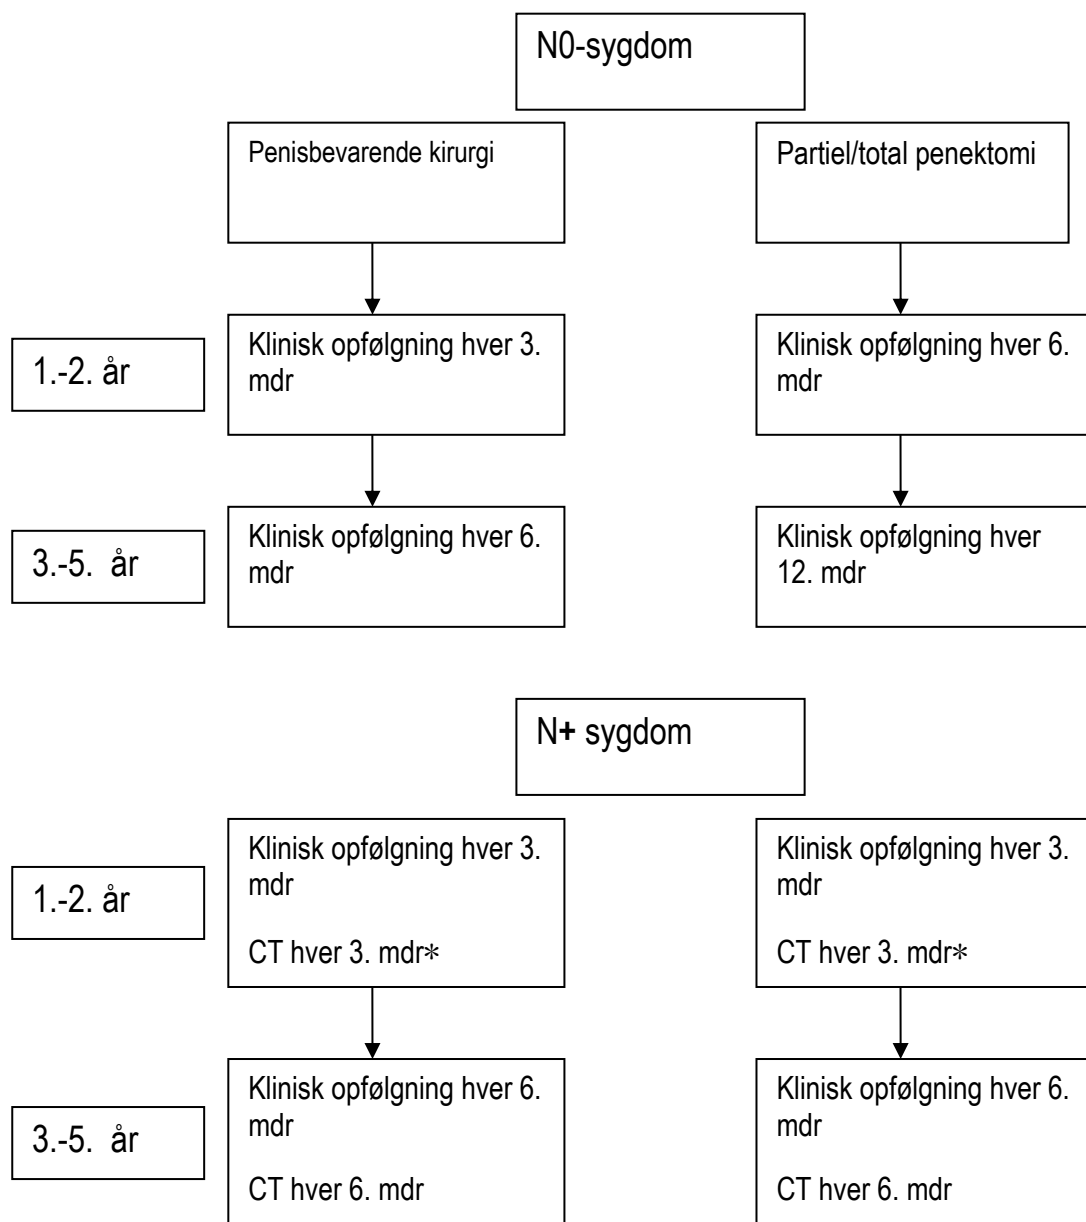 N0-sygdom
Penisbevarende kirurgi
Partiel/total penektomi
1.-2. år
Klinisk opfølgning hver 3.
mdr
Klinisk opfølgning hver 6.
mdr
3.-5. år
Klinisk opfølgning hver 6.
mdr
Klinisk opfølgning hver
12. mdr
N+ sygdom
1.-2. år
Klinisk opfølgning hver 3.
mdr
CT hver 3. mdr*
Klinisk opfølgning hver 3.
mdr
CT hver 3. mdr*
3.-5. år
Klinisk opfølgning hver 6.
mdr
CT hver 6. mdr
Klinisk opfølgning hver 6.
mdr
CT hver 6. mdr